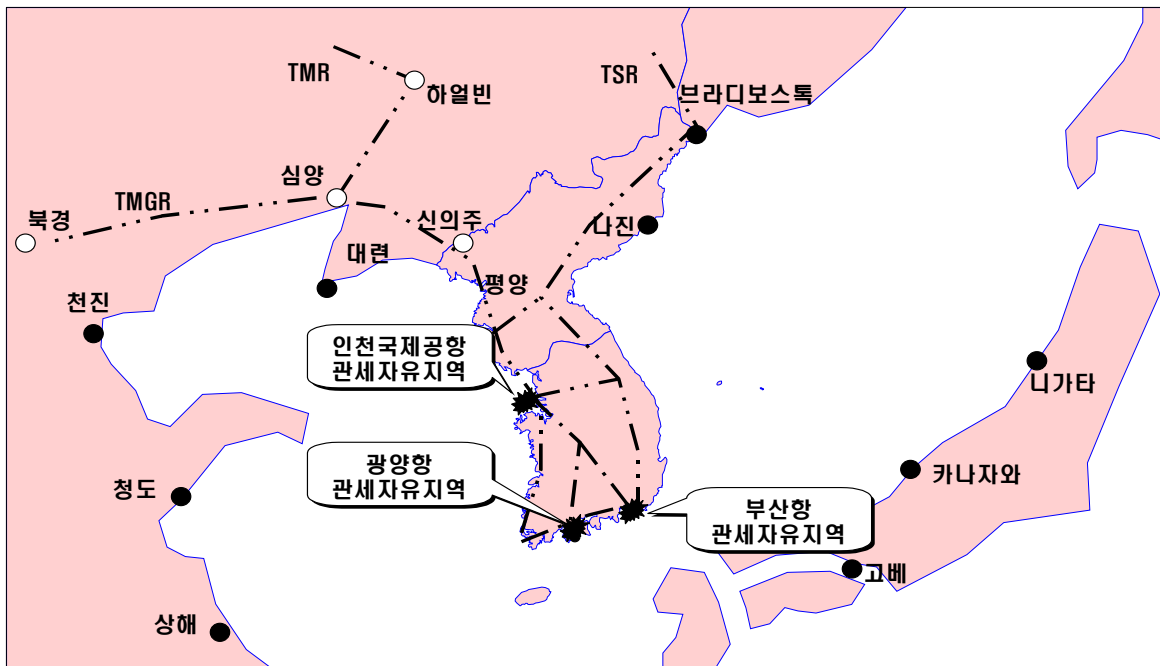 TMR
TSR
하얼빈
브라디보스톡
심양
TMGR
북경
신의주
나진
대련
평양
천진
인천국제공항
관세자유지역
니가타
광양항
관세자유지역
카나자와
청도
부산항
관세자유지역
고베
상해